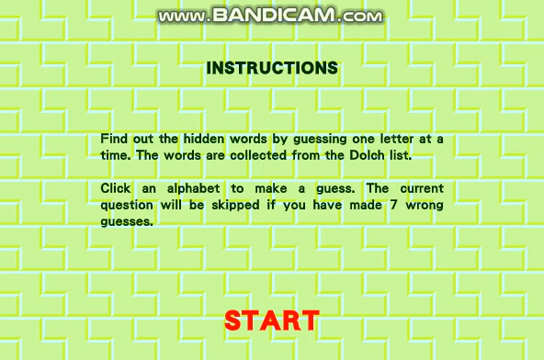 www.BANDICAM.com
INSTRUCTIONS
Find out the hidden words by guessing one letter at a
time. The words are collected from the Dolch list.
Click an alphabet to make a guess. The current
question will be skipped if you have made 7 wrong
guesses.
START